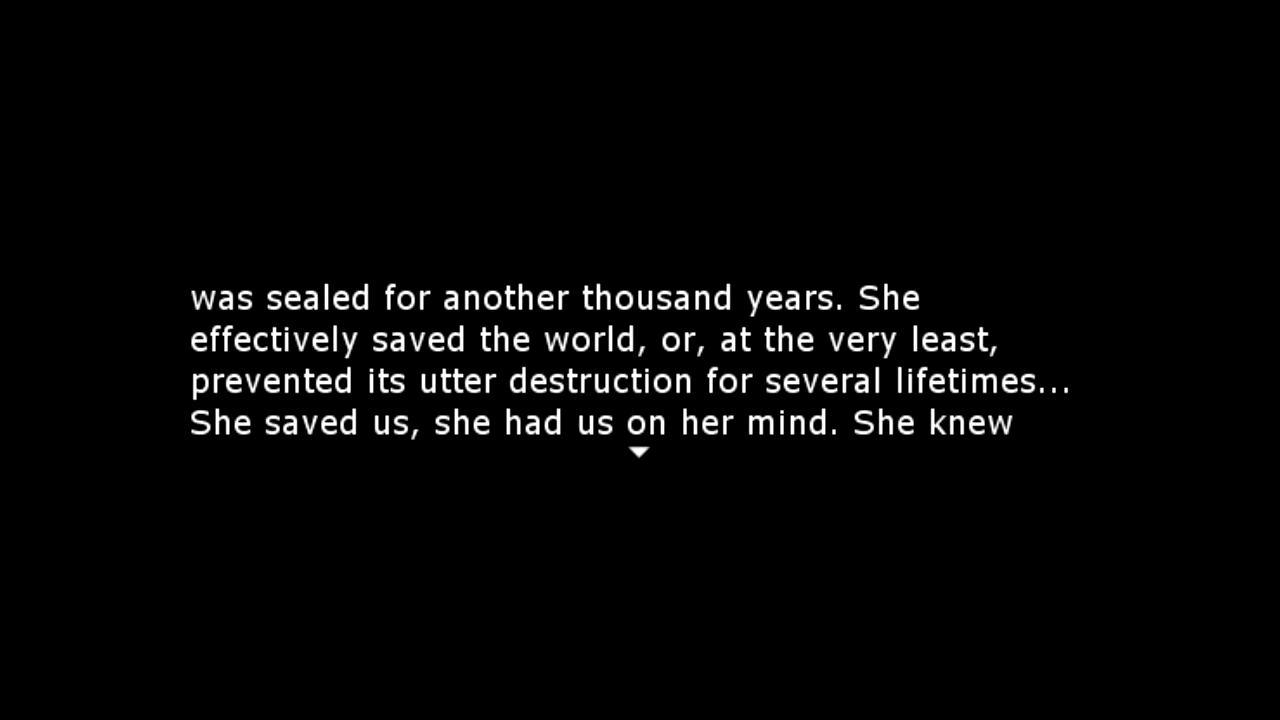 was sealed for another thousand years. She
effectively saved the world, or, at the very least,
prevented its utter destruction for several lifetimes...
She saved us, she had us on her mind. She knew